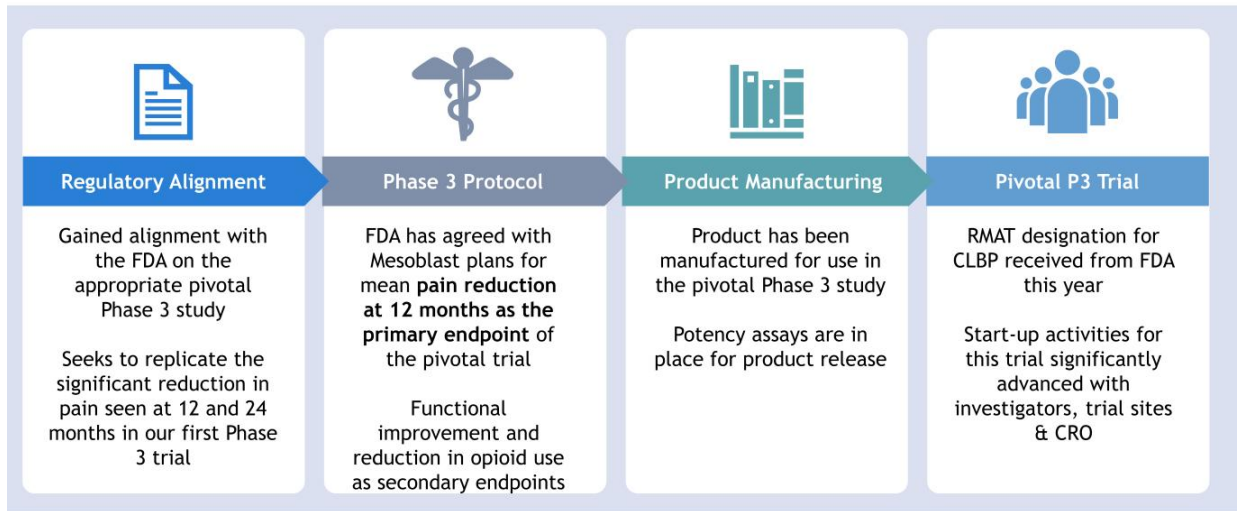 Regulatory Alignment
Gained alignment with
the FDA on the
appropriate pivotal
Phase 3 study
Seeks to replicate the
significant reduction in
pain seen at 12 and 24
months in our first Phase
3 trial
Phase 3 Protocol
FDA has agreed with
Mesoblast plans for
mean pain reduction
at 12 months as the
primary endpoint of
the pivotal trial
Functional
improvement and
reduction in opioid use
as secondary endpoints
Product Manufacturing
Product has been
manufactured for use in
the pivotal Phase 3 study
Potency assays are in
place for product release
Pivotal P3 Trial
RMAT designation for
CLBP received from FDA
this year
Start-up activities for
this trial significantly
advanced with
investigators, trial sites
& CRO